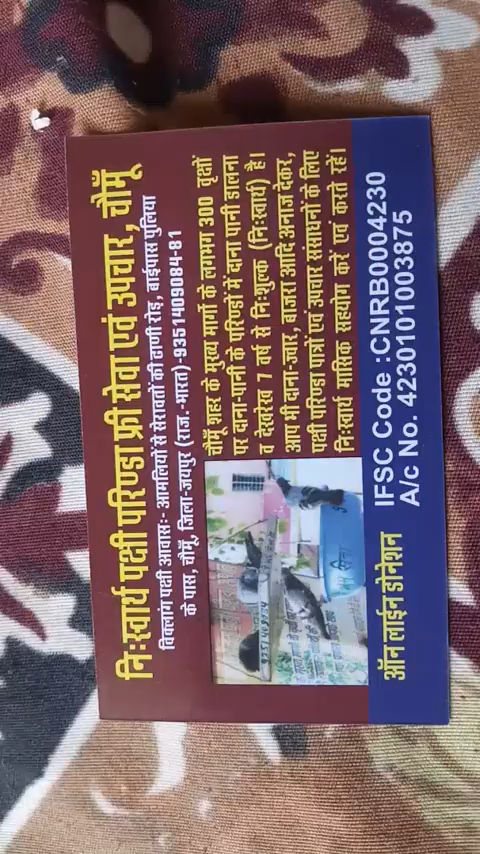 निःस्वार्थ पक्षी परिण्डा फ्री सेवा एवं उपचार, चौमूँ
विक्लांग पक्षी आवासः- आमलियों से सेरावतों की ढाणी रोड़, बाईपास पुलिया
के पास, चौमूँ, जिला-जयपुर (राज.-भारत)-9351409084-81
चौमूँ शहर के मुख्य मार्गो के लगभग 300 वृक्षों
पर दाना-पानी के परिण्डों में दाना पानी डालना
व देखरेख 7 वर्ष से निःशुल्क (निःस्वार्थ) है।
आप भी दाना-ज्वार, बाजरा आदि अनाज देकर,
पक्षी परिण्डा पात्रों एवं उपचार संसाधनों के लिए
निःस्वार्थ मासिक सहयोग करें एवं करते रहें।
ऑन लाईन डोनेशन
IFSC Code :CNRB0004230
A/c No. 42301010003875